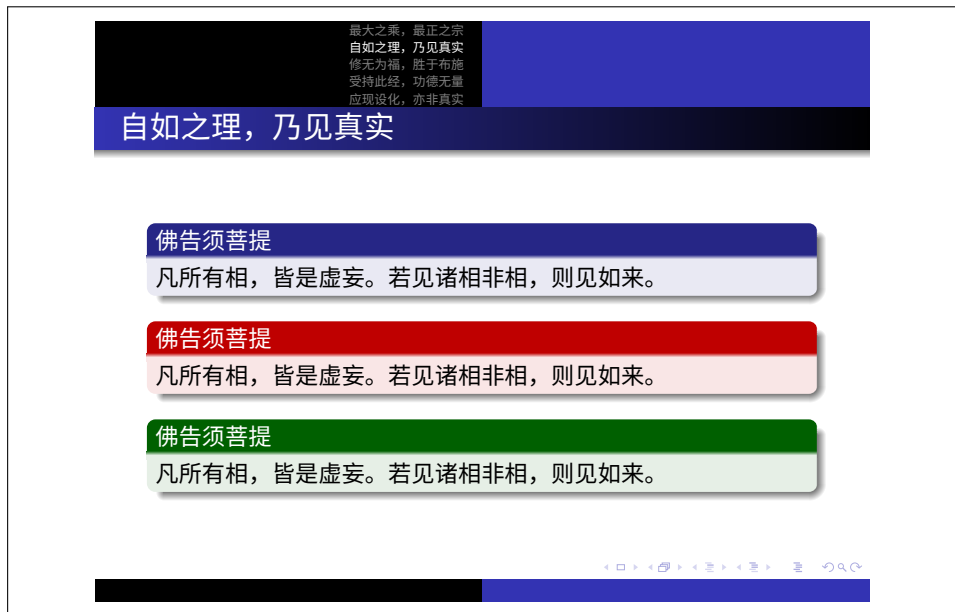 最大之乘，最正之宗
自如之理，乃见真实
修无为福，胜于布施
受持此经，功德无量
应现设化，亦非真实
自如之理，乃见真实
佛告须菩提
凡所有相，皆是虚妄。若见诸相非相，则见如来。
佛告须菩提
凡所有相，皆是虚妄。若见诸相非相，则见如来。
佛告须菩提
凡所有相，皆是虚妄。若见诸相非相，则见如来。